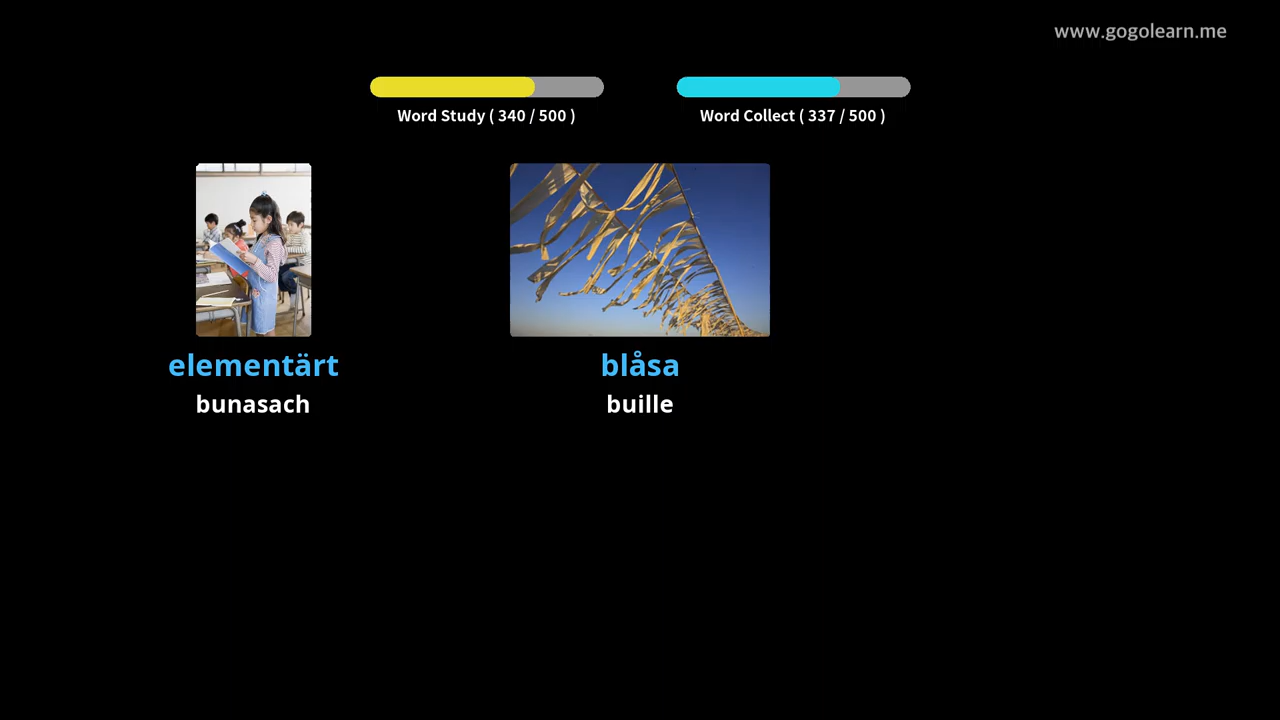 www.gogolearn.me
Word Study ( 340 / 500 )
Word Collect ( 337 / 500 )
elementärt
blåsa
bunasach
buille